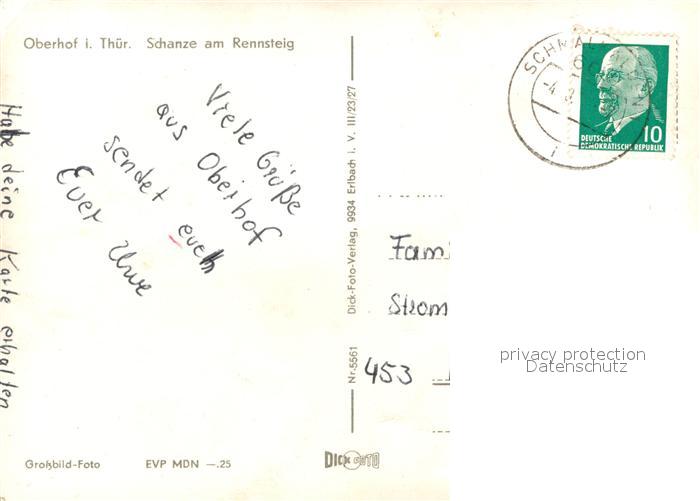 Oberhof i. Thür. Schanze am Rennsteig
Viele Grüße
aus Oberhof
sendet euch
Euer Uwe
Habe deine Karte erhalten
Großbild-Foto EVP MDN —.25
Nr. 5561 Dick-Foto-Verlag, 9934 Erlbach i. V. III/23/27
DICK FOTO
SCHMALK
DEUTSCHE
DEMOKRATISCHE REPUBLIK
10
Fam
Strom
453
privacy protection
Datenschutz